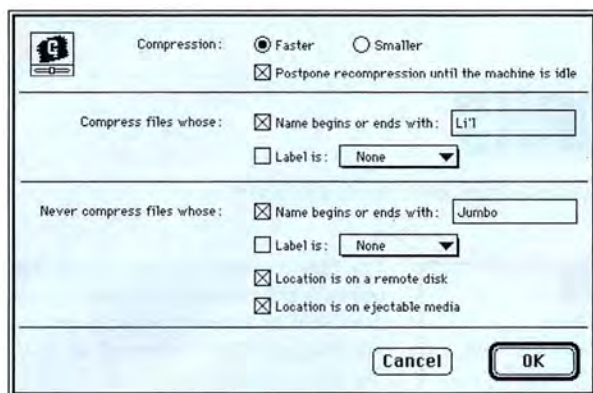 Compression: Faster Smaller
Postpone recompression until the machine is idle
Compress files whose: Name begins or ends with: Li'l
Label is: None
Never compress files whose: Name begins or ends with: Jumbo
Label is: None
Location is on a remote disk
Location is on ejectable media
Cancel OK